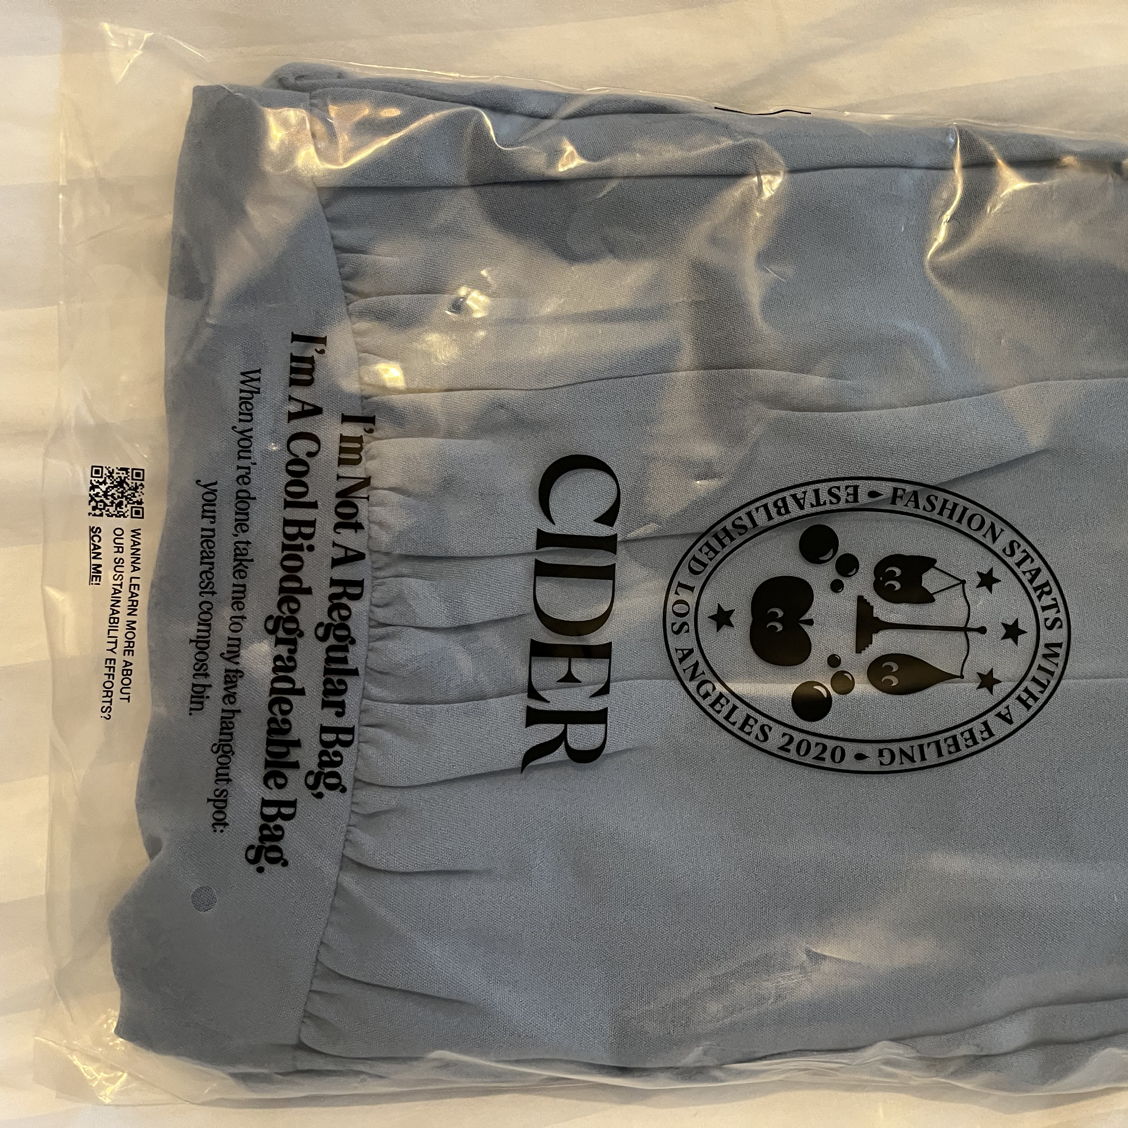 FASHION STARTS WITH A FEELING
ESTABLISHED LOS ANGELES 2020
CIDER
I'm Not A Regular Bag,
I'm A Cool Biodegradeable Bag.
When you're done, take me to my fave hangout spot:
your nearest compost bin.
WANNA LEARN MORE ABOUT
OUR SUSTAINABILITY EFFORTS?
SCAN ME!